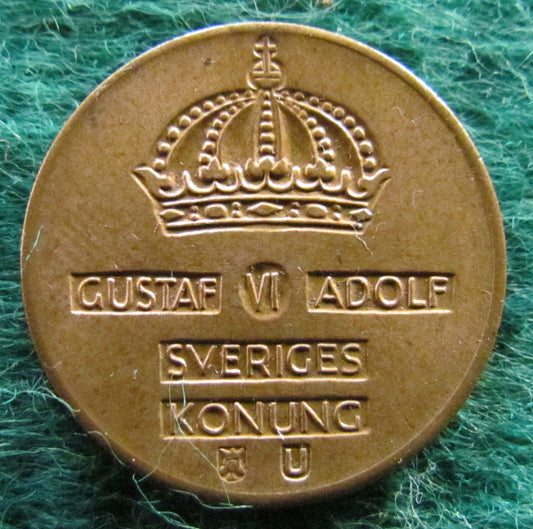 GUSTAF VI ADOLF
SVERIGES
KONUNG
U